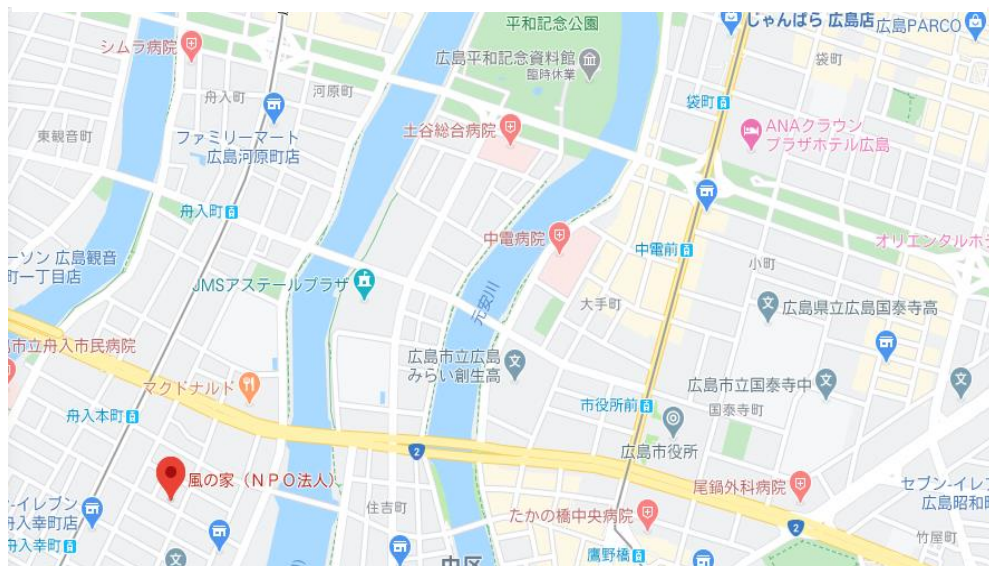 平和記念公園
じゃんぱら 広島店
広島PARCO
シムラ病院
広島平和記念資料館
臨時休業
袋町
舟入町
河原町
袋町
東観音町
ファミリーマート
広島河原町店
土谷総合病院
ANAクラウン
プラザホテル広島
舟入町
中電病院
中電前
オリエンタルホテ
ーソン 広島観音
町一丁目店
小町
JMSアステールプラザ
元安川
大手町
広島県立広島国泰寺高
島市立舟入市民病院
広島市立広島
みらい創生高
マクドナルド
広島市立国泰寺中
舟入本町
市役所前
国泰寺町
広島市役所
2
風の家（NPO法人）
尾鍋外科病院
セブン-イレブ
広島昭和町
-イレブン
舟入幸町店
住吉町
たかの橋中央病院
2
竹屋町
舟入幸町
鷹野橋
中区